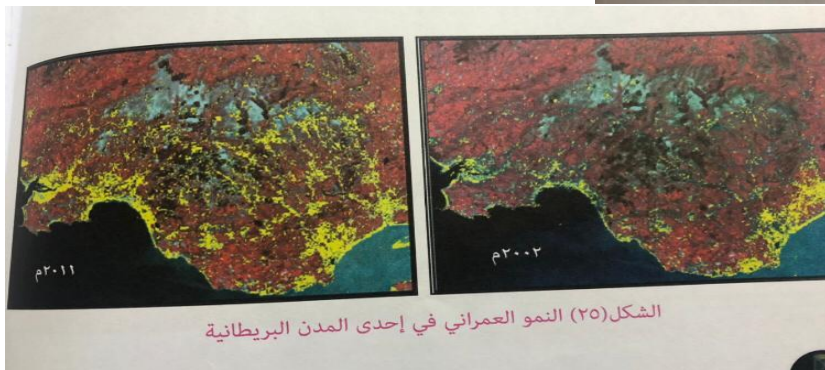 ٢٠٠٢م
٢٠١١م
الشكل(٢٥) النمو العمراني في إحدى المدن البريطانية